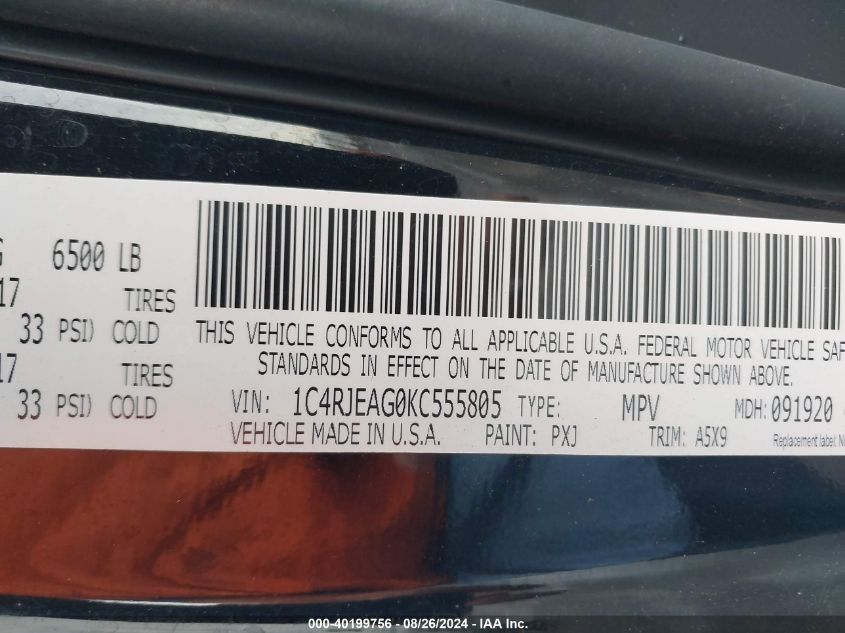 G 6500 LB
17 TIRES
33 PSI) COLD
17 TIRES
33 PSI) COLD
THIS VEHICLE CONFORMS TO ALL APPLICABLE U.S.A. FEDERAL MOTOR VEHICLE SAF
STANDARDS IN EFFECT ON THE DATE OF MANUFACTURE SHOWN ABOVE.
VIN: 1C4RJEAG0KC555805 TYPE: MPV MDH: 091920
VEHICLE MADE IN U.S.A. PAINT: PXJ TRIM: A5X9 Replacement label: N
000-40199756 - 08/26/2024 - IAA Inc.